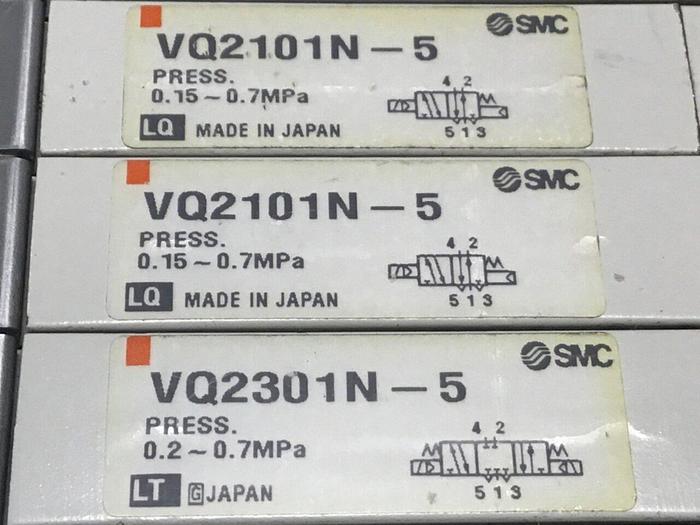 SMC
VQ2101N-5
PRESS.
0.15~0.7MPa
4 2
LQ MADE IN JAPAN
5 1 3
SMC
VQ2101N-5
PRESS.
0.15~0.7MPa
4 2
LQ MADE IN JAPAN
5 1 3
SMC
VQ2301N-5
PRESS.
0.2~0.7MPa
4 2
LT G JAPAN
5 1 3